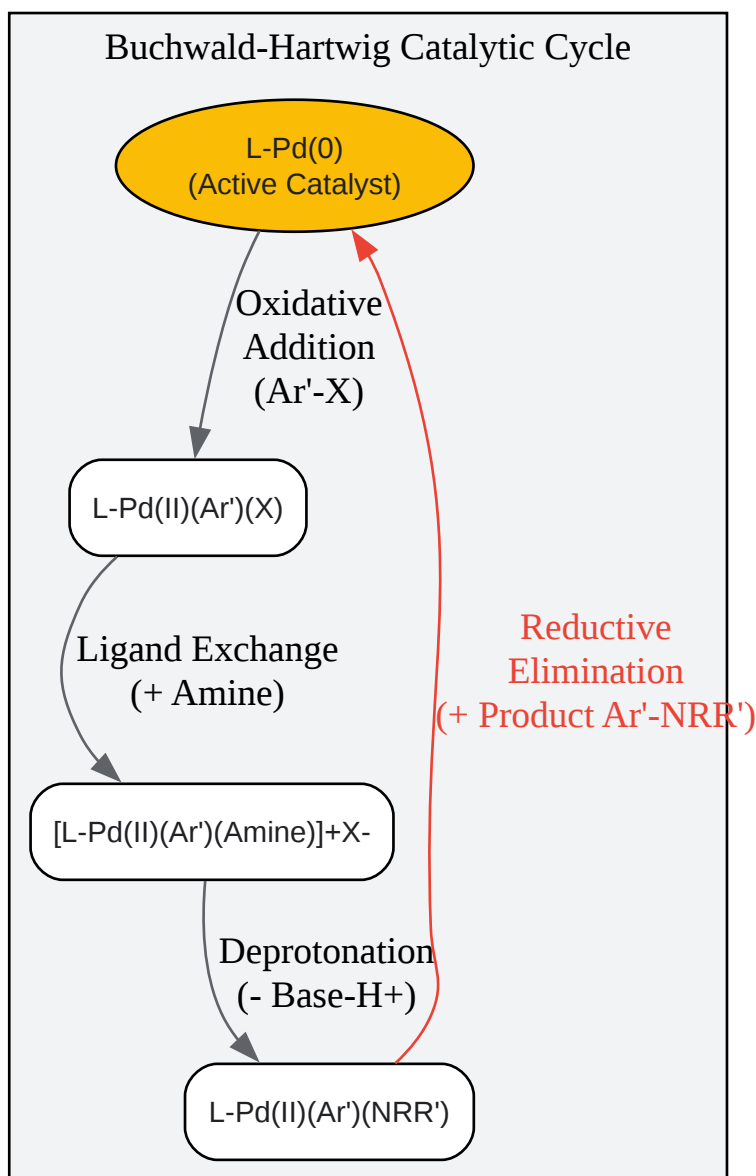 Buchwald-Hartwig Catalytic Cycle
L-Pd(0)
(Active Catalyst)
Oxidative
Addition
(Ar'-X)
L-Pd(II)(Ar')(X)
Ligand Exchange
(+ Amine)
Reductive
Elimination
(+ Product Ar'-NRR')
[L-Pd(II)(Ar')(Amine)]+X-
Deprotonation
(- Base-H+)
L-Pd(II)(Ar')(NRR')